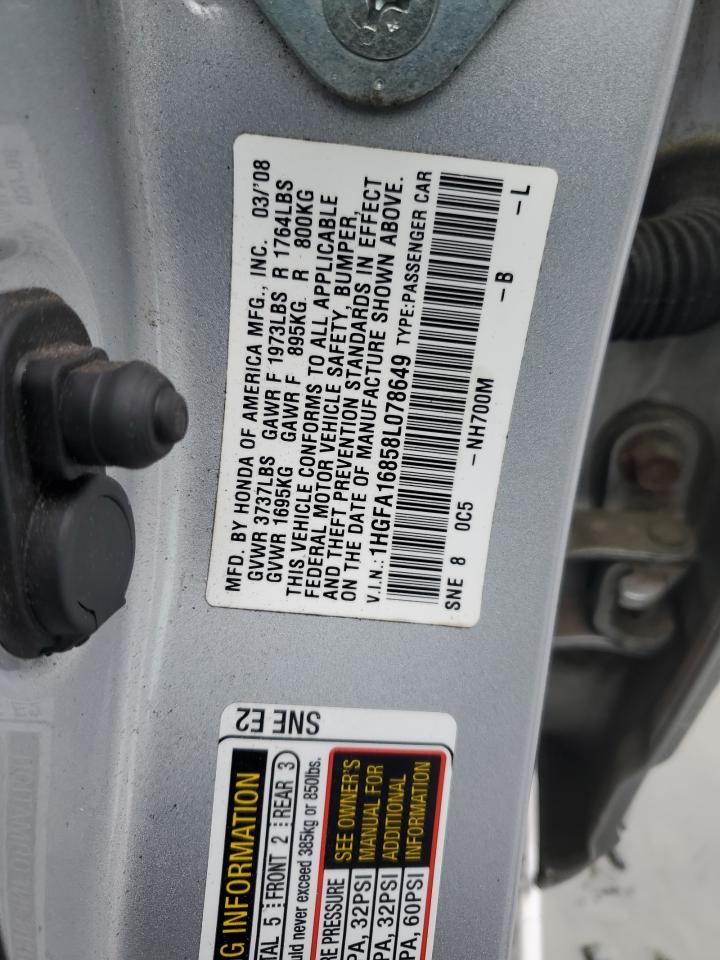 MFD. BY HONDA OF AMERICA MFG., INC. 03/'08
GVWR 3737LBS GAWR F 1973LBS R 1764LBS
GVWR 1695KG GAWR F 895KG R 800KG
THIS VEHICLE CONFORMS TO ALL APPLICABLE
FEDERAL MOTOR VEHICLE SAFETY, BUMPER,
AND THEFT PREVENTION STANDARDS IN EFFECT
ON THE DATE OF MANUFACTURE SHOWN ABOVE.
V.I.N.:1HGFA16858L078649 TYPE:PASSENGER CAR
SNE 8 0C5 -NH700M -B -L
SNE E2
G INFORMATION
TAL 5 FRONT 2 REAR 3
uld never exceed 385kg or 850lbs.
RE PRESSURE SEE OWNER'S
PA, 32PSI MANUAL FOR
PA, 32PSI ADDITIONAL
PA, 60PSI INFORMATION